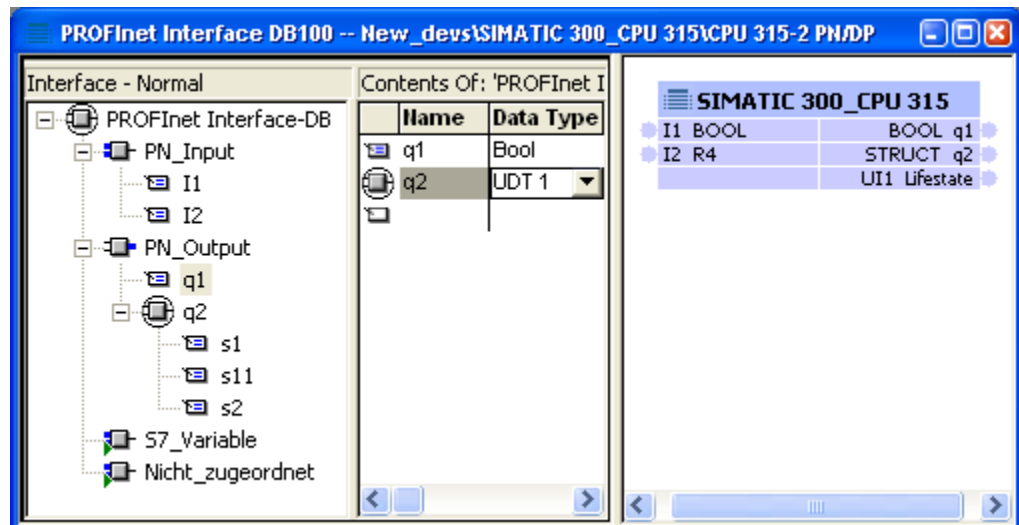 PROFInet Interface DB100 -- New_devs\SIMATIC 300_CPU 315\CPU 315-2 PN/DP
Interface - Normal
PROFInet Interface-DB
PN_Input
I1
I2
PN_Output
q1
q2
s1
s11
s2
S7_Variable
Nicht_zugeordnet
Contents Of: 'PROFInet I
Name Data Type
q1 Bool
q2 UDT 1
SIMATIC 300_CPU 315
I1 BOOL BOOL q1
I2 R4 STRUCT q2
UI1 Lifestate